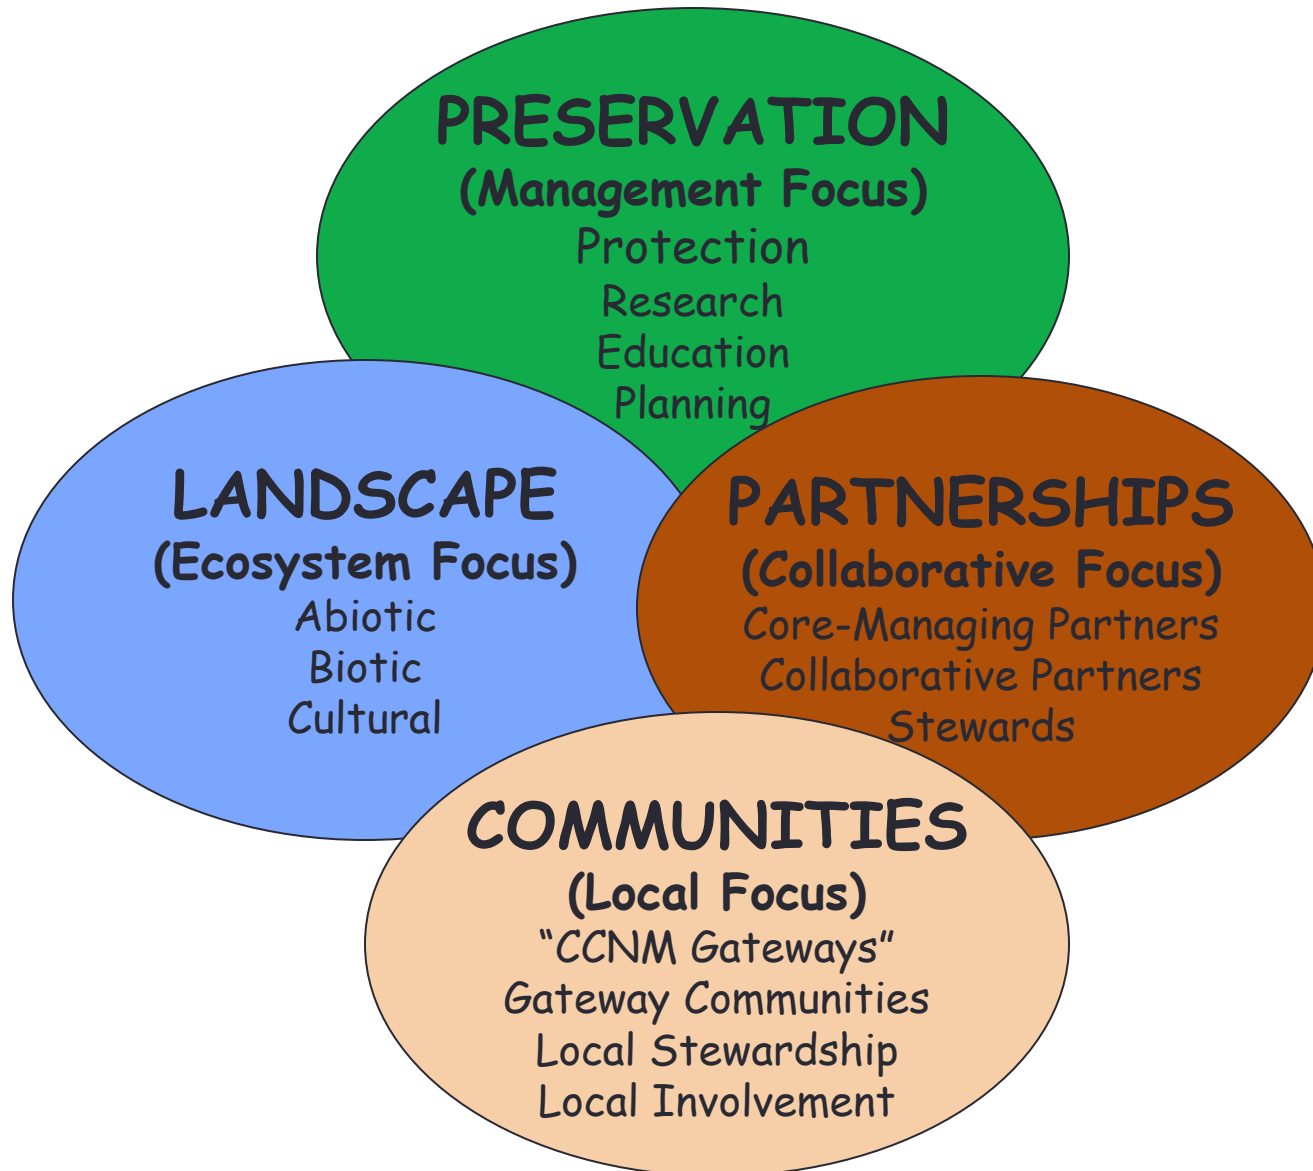 PRESERVATION
(Management Focus)
Protection
Research
Education
Planning
LANDSCAPE
(Ecosystem Focus)
Abiotic
Biotic
Cultural
PARTNERSHIPS
(Collaborative Focus)
Core-Managing Partners
Collaborative Partners
Stewards
COMMUNITIES
(Local Focus)
“CCNM Gateways”
Gateway Communities
Local Stewardship
Local Involvement